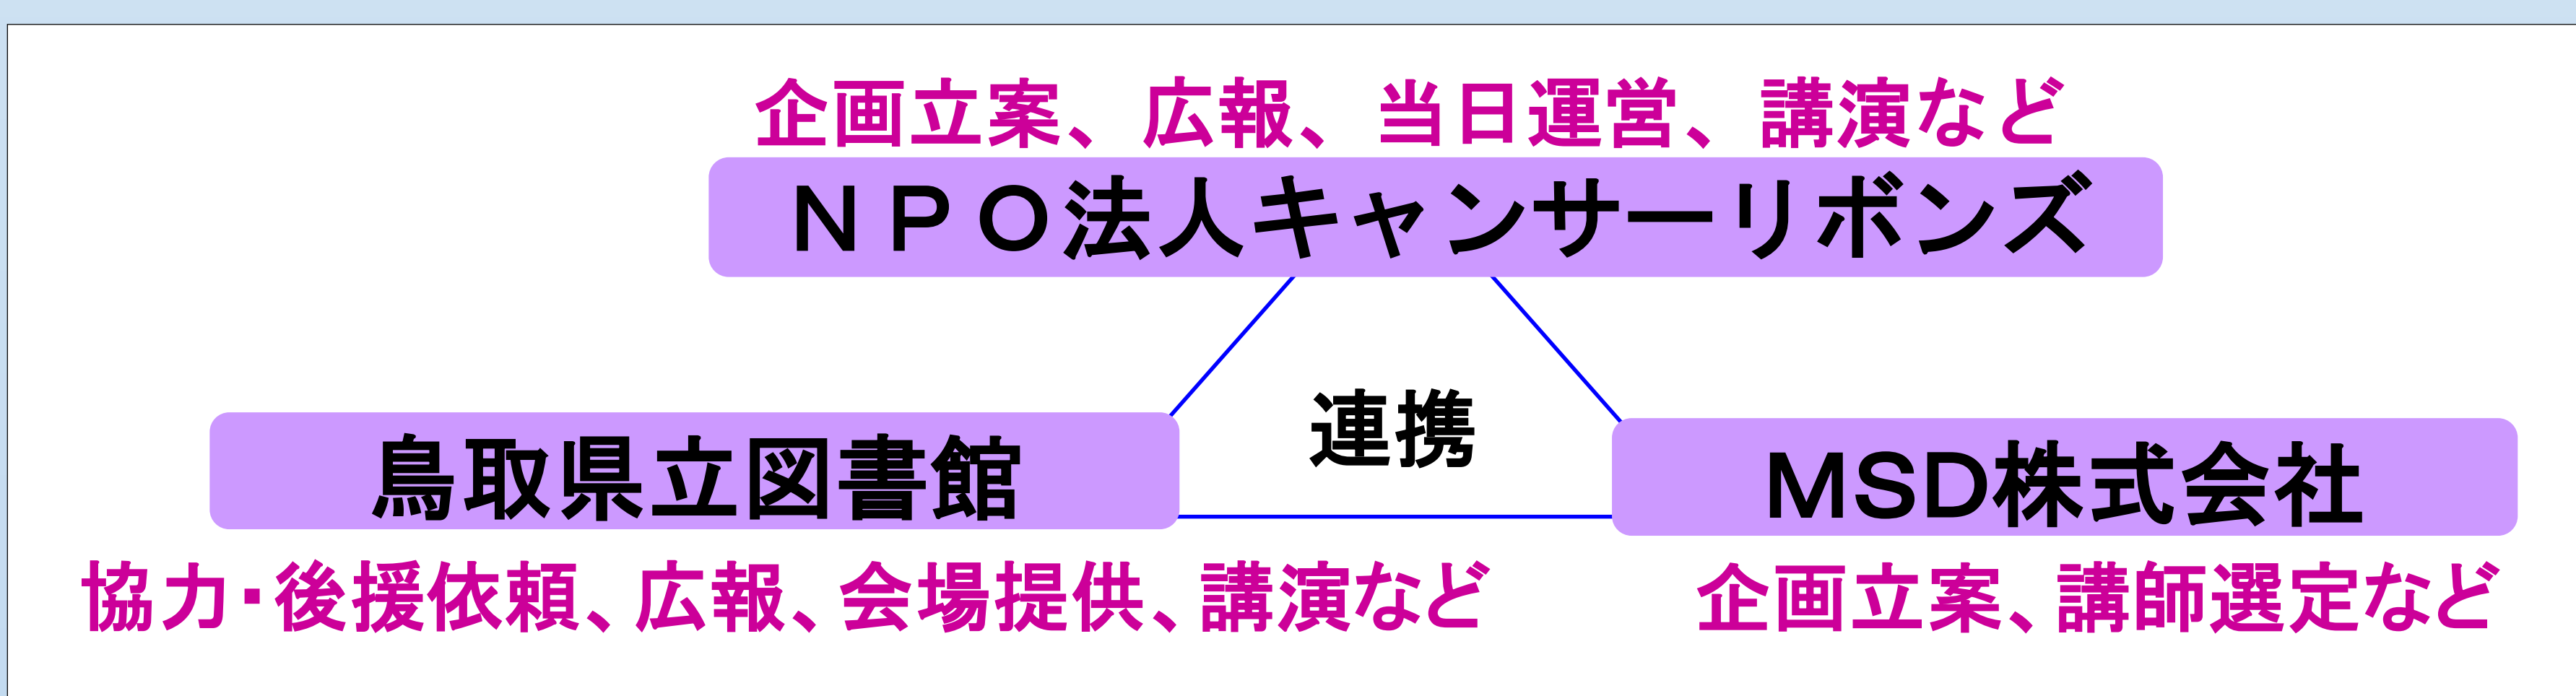 企画立案、広報、当日運営、講演など
ＮＰＯ法人キャンサーリボンズ
連携
鳥取県立図書館
MSD株式会社
協力・後援依頼、広報、会場提供、講演など
企画立案、講師選定など